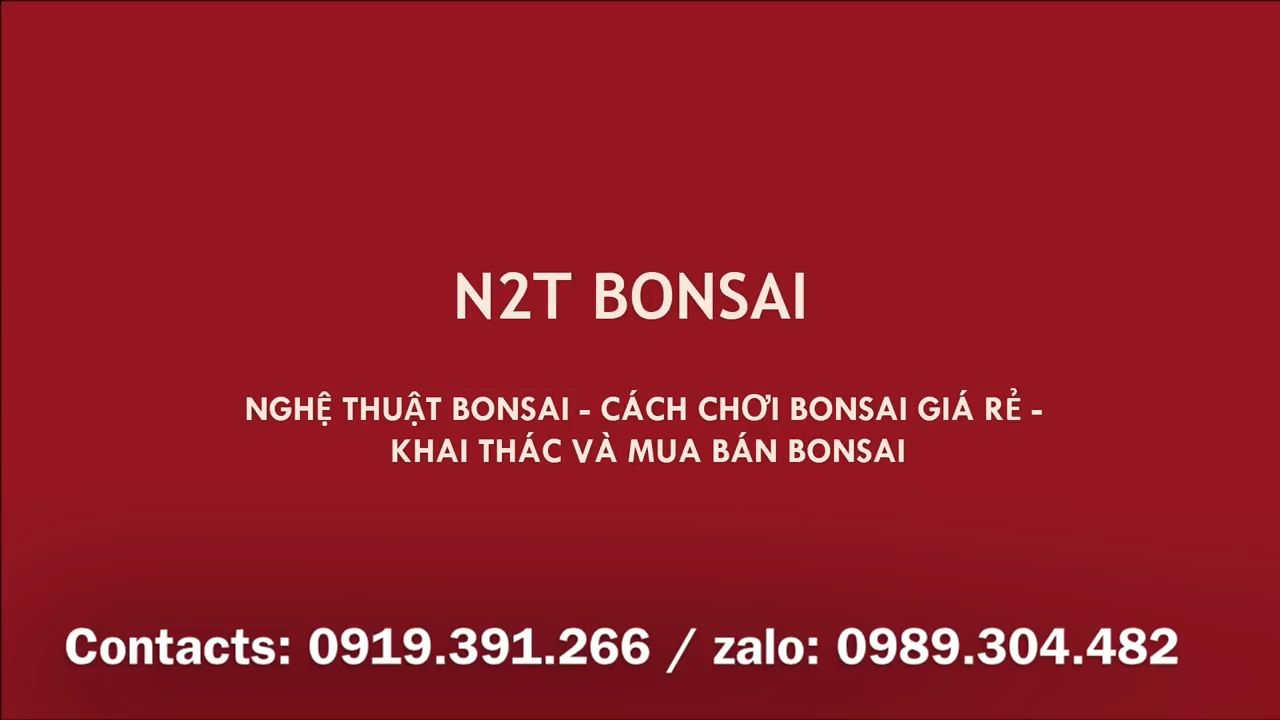 N2T BONSAI
NGHỆ THUẬT BONSAI - CÁCH CHƠI BONSAI GIÁ RẺ -
KHAI THÁC VÀ MUA BÁN BONSAI
Contacts: 0919.391.266 / zalo: 0989.304.482